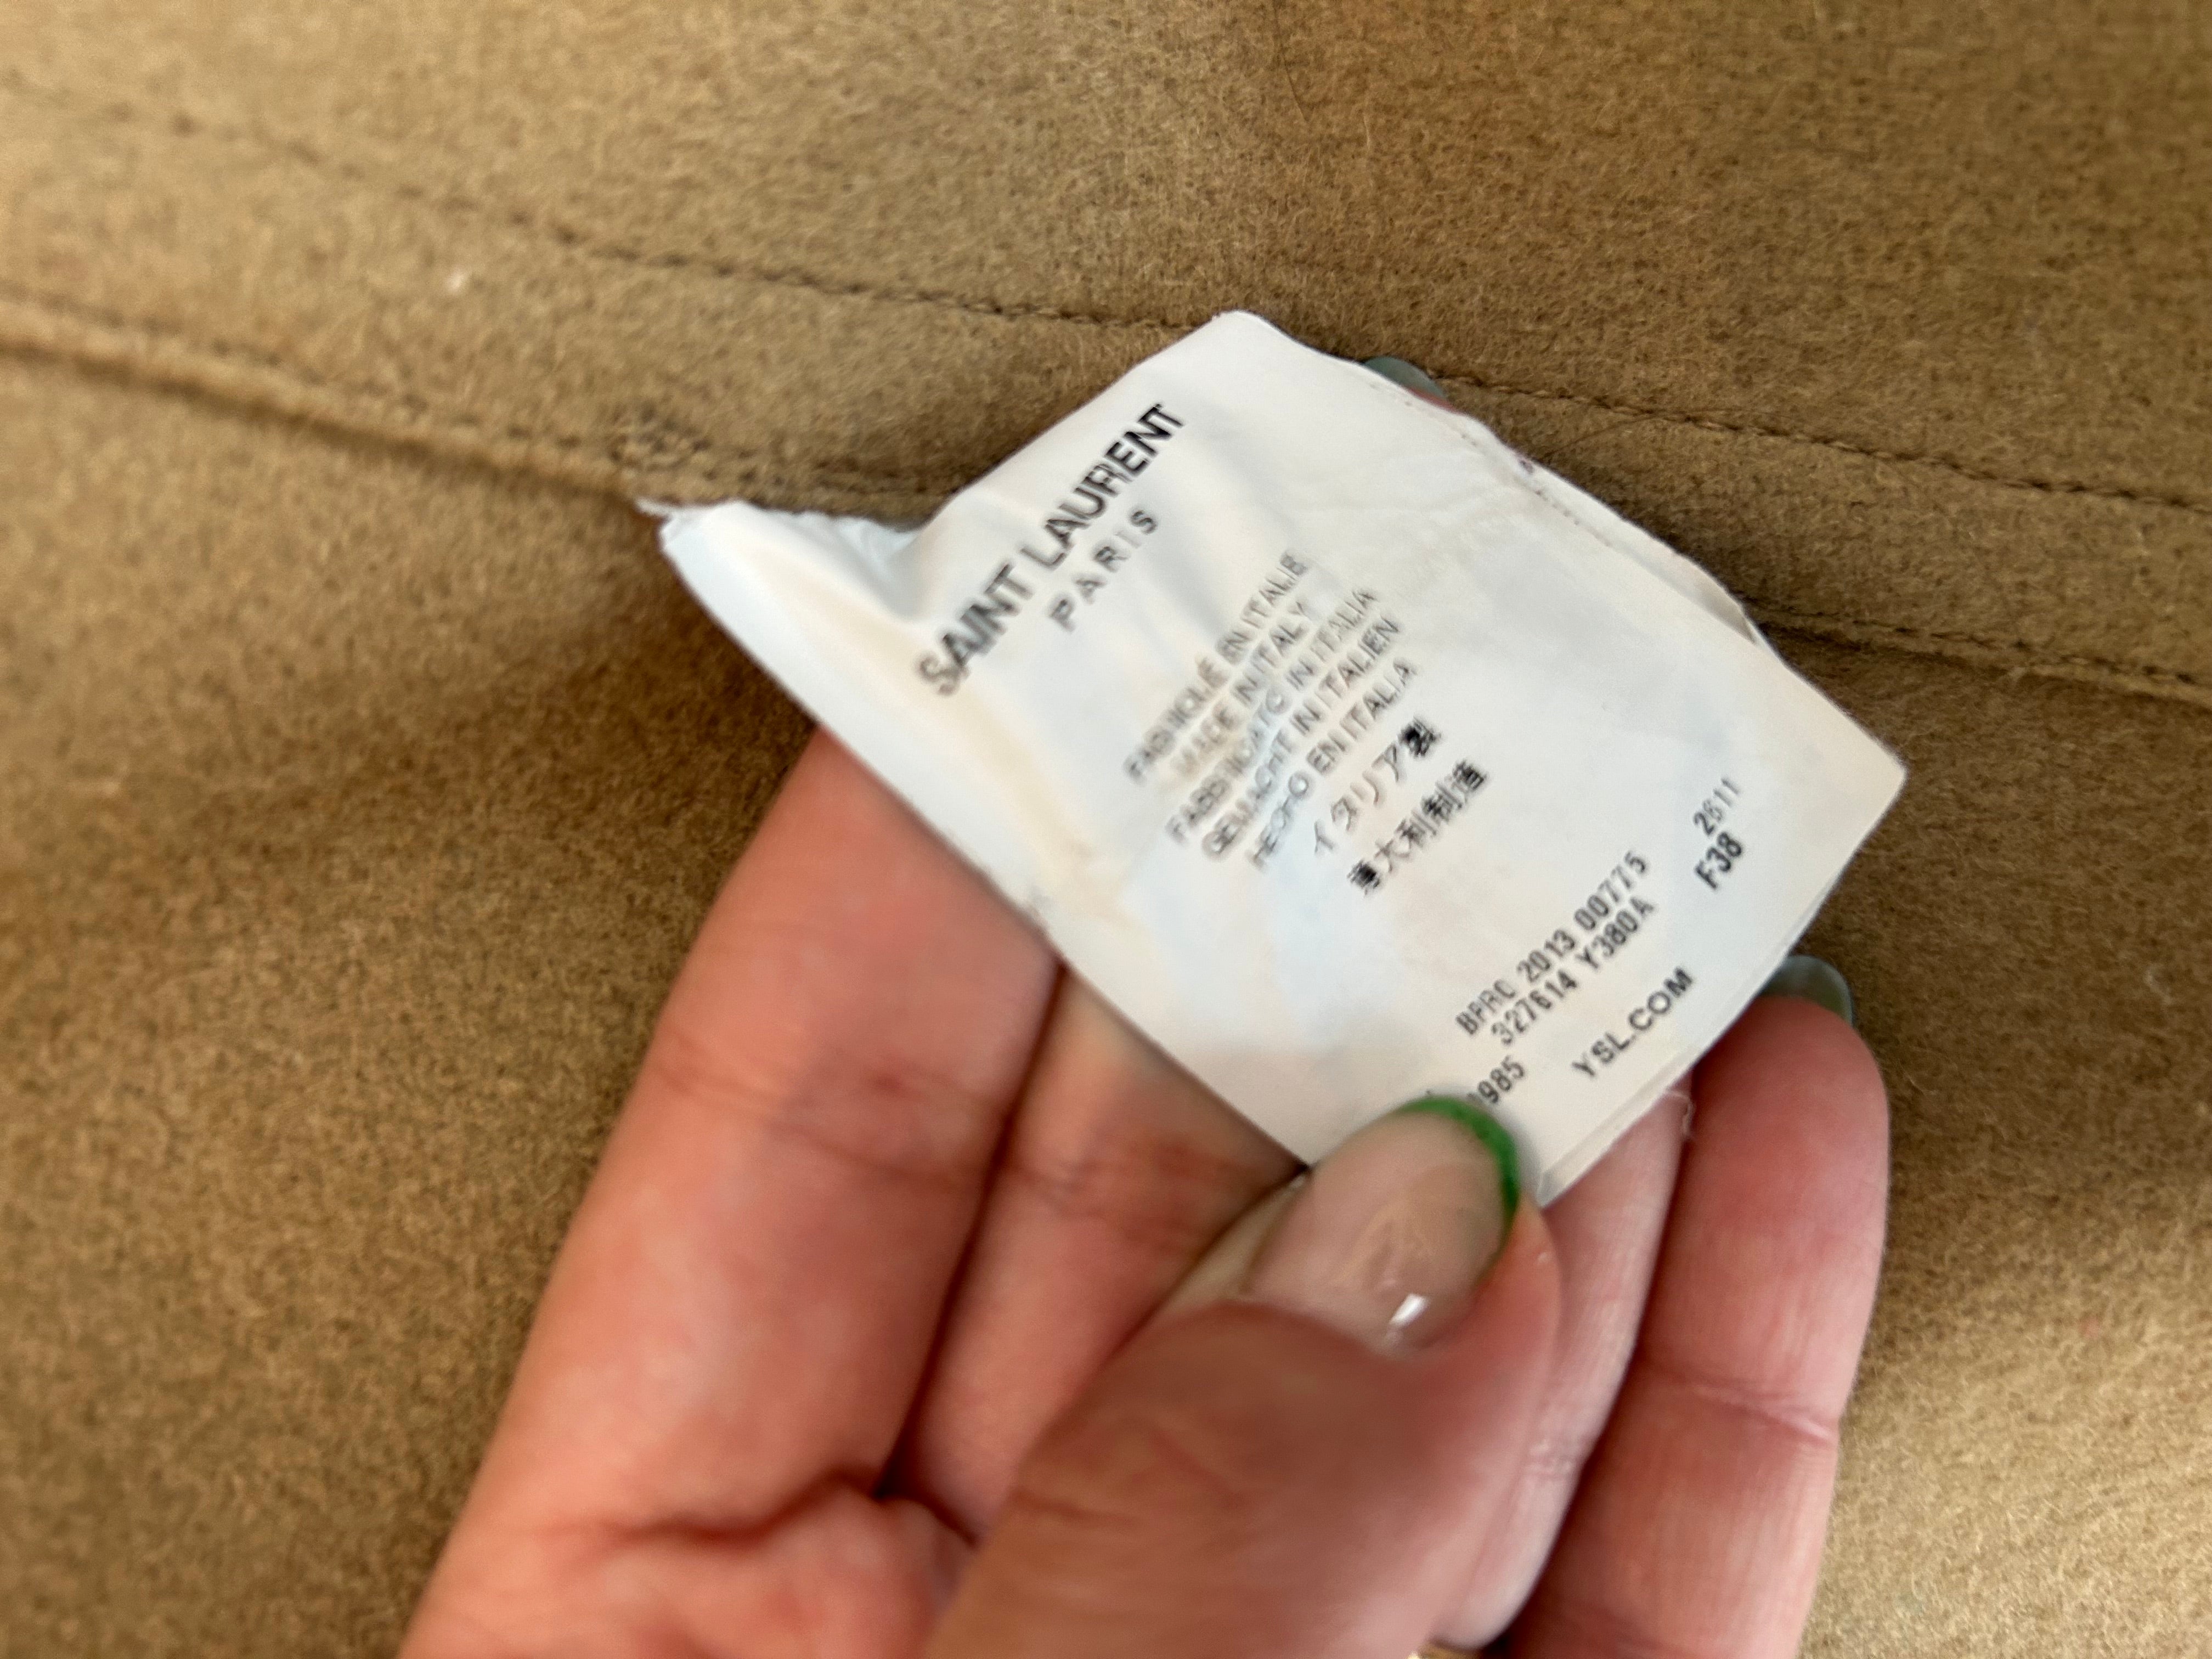 SAINT LAURENT
PARIS
FABRIQUÉ EN ITALIE
MADE IN ITALY
FABBRICATO IN ITALIA
GEMACHT IN ITALIEN
HECHO EN ITALIA
イタリア製
意大利制造
2611
F38
2013 00775
327614 Y380A
YSL.COM
985